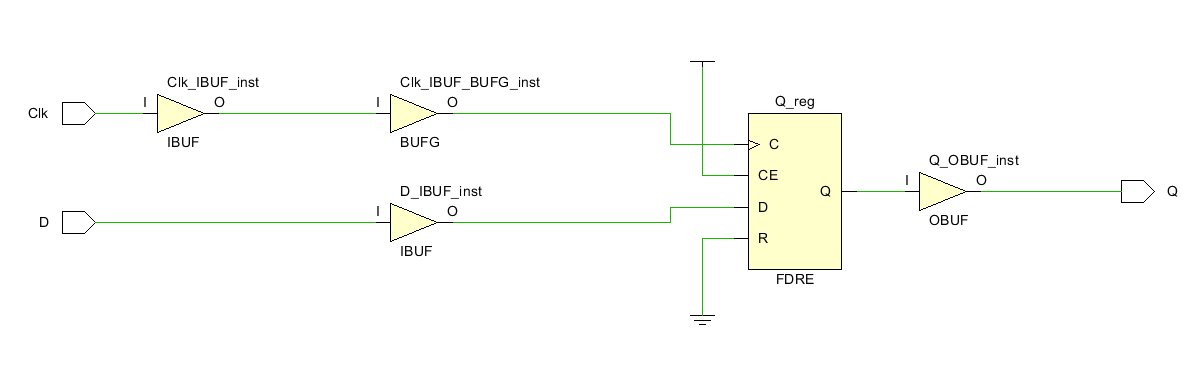 Clk_IBUF_inst
Clk_IBUF_BUFG_inst
Q_reg
Clk
I
O
I
O
IBUF
BUFG
C
CE
D
R
Q
FDRE
D_IBUF_inst
D
I
O
IBUF
Q_OBUF_inst
I
O
Q
OBUF